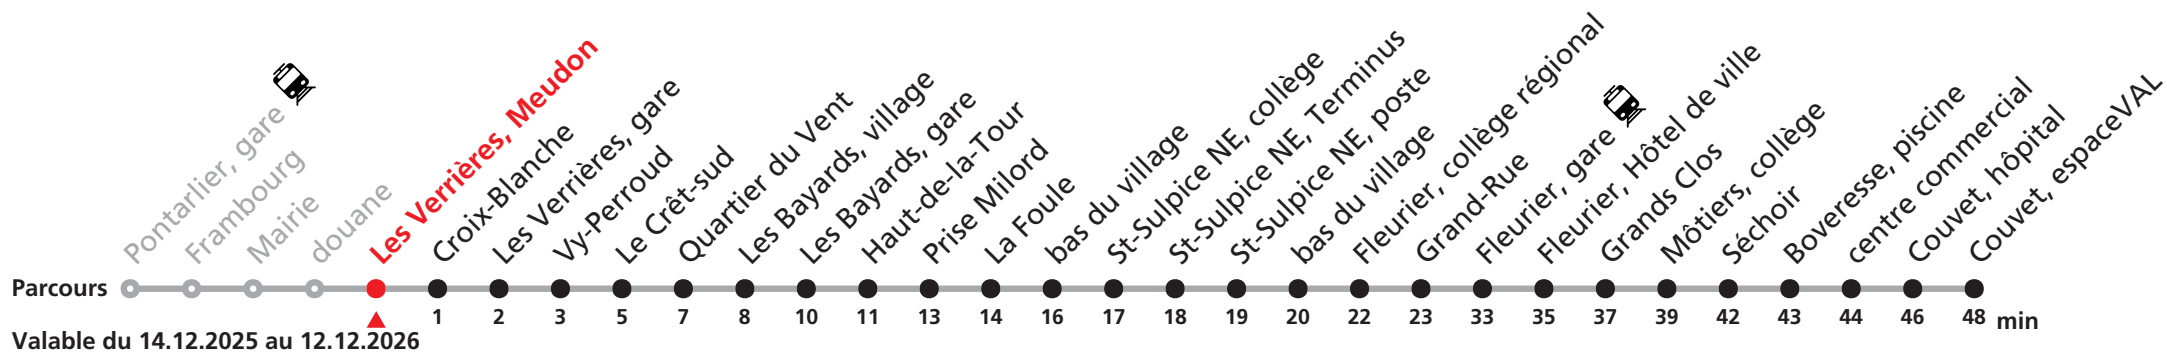 Pontarlier, gare
Frambourg
Mairie
douane
Les Verrières, Meudon
Croix-Blanche
Les Verrières, gare
Vy-Perroud
Le Crêt-sud
Quartier du Vent
Les Bayards, village
Les Bayards, gare
Haut-de-la-Tour
Prise Milord
La Foule
bas du village
St-Sulpice NE, collège
St-Sulpice NE, Terminus
St-Sulpice NE, poste
bas du village
Fleurier, collège régional
Grand-Rue
Fleurier, gare
Fleurier, Hôtel de ville
Grands Clos
Môtiers, collège
Séchoir
Boveresse, piscine
centre commercial
Couvet, hôpital
Couvet, espaceVAL
Parcours
1 2 3 5 7 8 10 11 13 14 16 17 18 19 20 22 23 33 35 37 39 42 43 44 46 48 min
Valable du 14.12.2025 au 12.12.2026